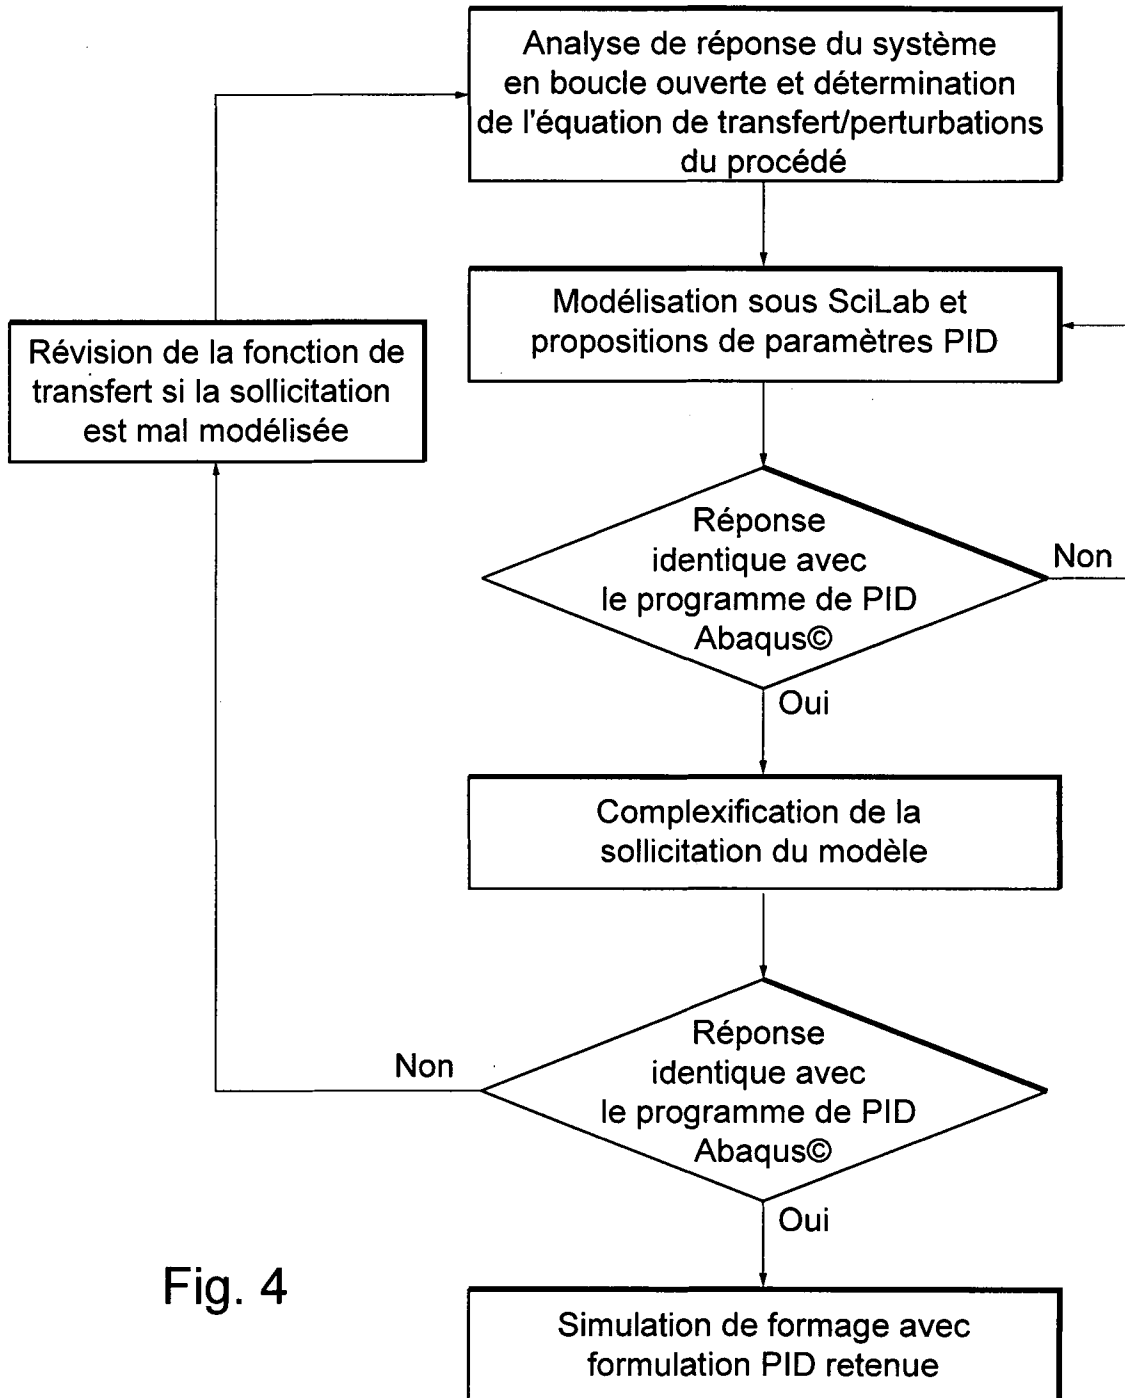 Analyse de réponse du système
en boucle ouverte et détermination
de l'équation de transfert/perturbations
du procédé
Modélisation sous SciLab et
propositions de paramètres PID
Révision de la fonction de
transfert si la sollicitation
est mal modélisée
Réponse
identique avec
le programme de PID
Abaqus©
Non
Oui
Complexification de la
sollicitation du modèle
Réponse
identique avec
le programme de PID
Abaqus©
Non
Oui
Simulation de formage avec
formulation PID retenue
Fig. 4